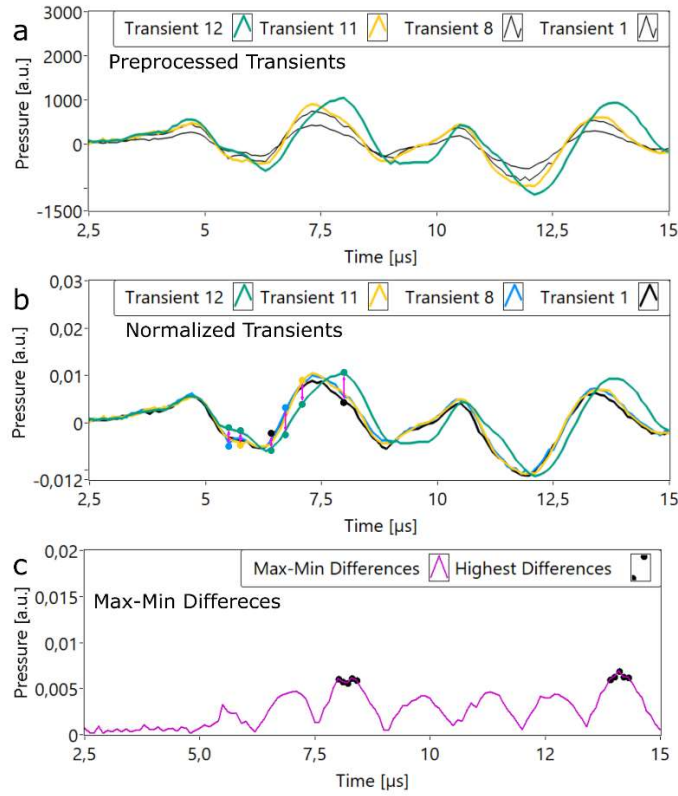 a
3000
Transient 12 Transient 11 Transient 8 Transient 1
Preprocessed Transients
Pressure [a.u.]
1000
0
-1500
2,5 5 7,5 10 12,5 15
Time [µs]
b
0,03
Transient 12 Transient 11 Transient 8 Transient 1
Normalized Transients
Pressure [a.u.]
0,02
0,01
0
-0,012
2,5 5 7,5 10 12,5 15
Time [µs]
c
0,02
Max-Min Differences Highest Differences
Max-Min Differeces
Pressure [a.u.]
0,015
0,01
0,005
0
2,5 5 7,5 10 12,5 15
Time [µs]